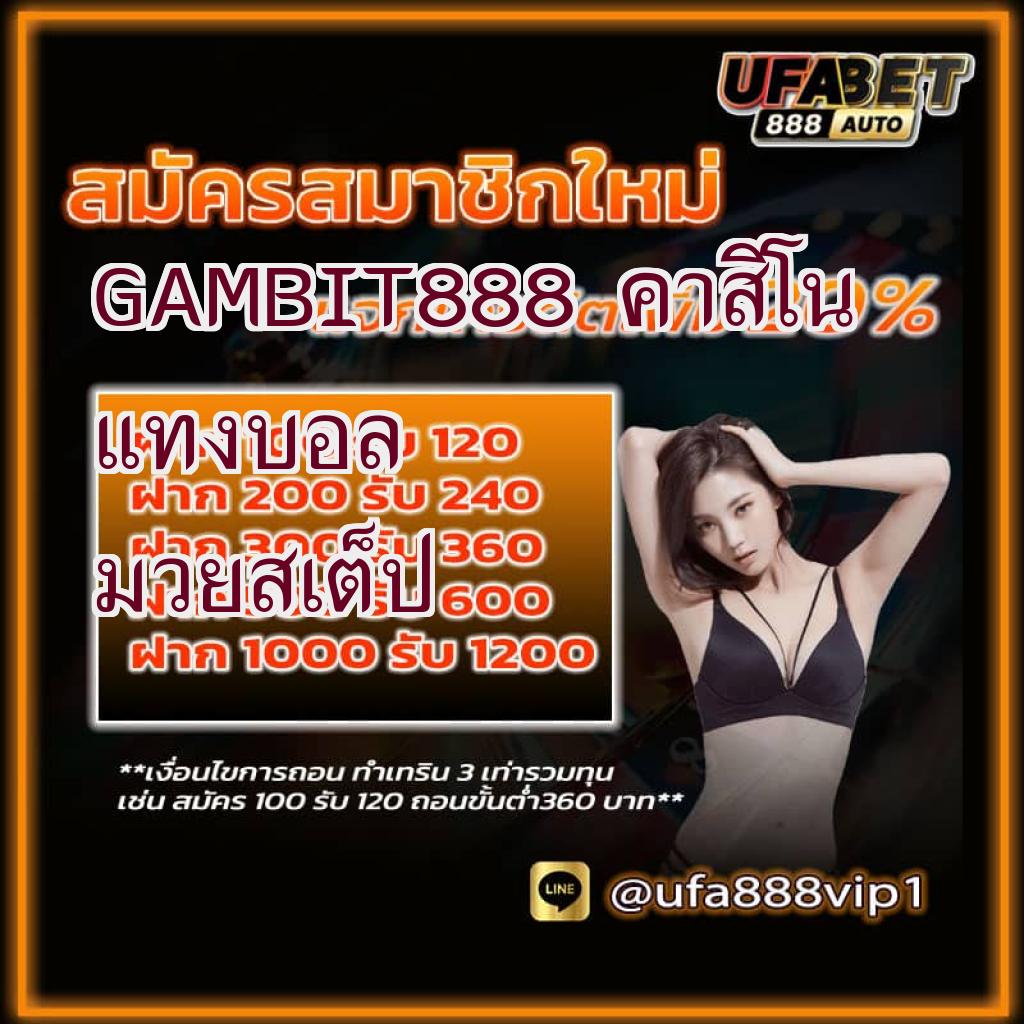 UFABET
888 AUTO
สมัครสมาชิกใหม่
GAMBIT888 คาสิโน
%
แทงบอล
120
ฝาก 200 รับ 240
360
มวยสเต็ป
600
ฝาก 1000 รับ 1200
**เงื่อนไขการถอน ทำเทริน 3 เท่ารวมทุน
เช่น สมัคร 100 รับ 120 ถอนขั้นต่ำ360 บาท**
LINE @ufa888vip1